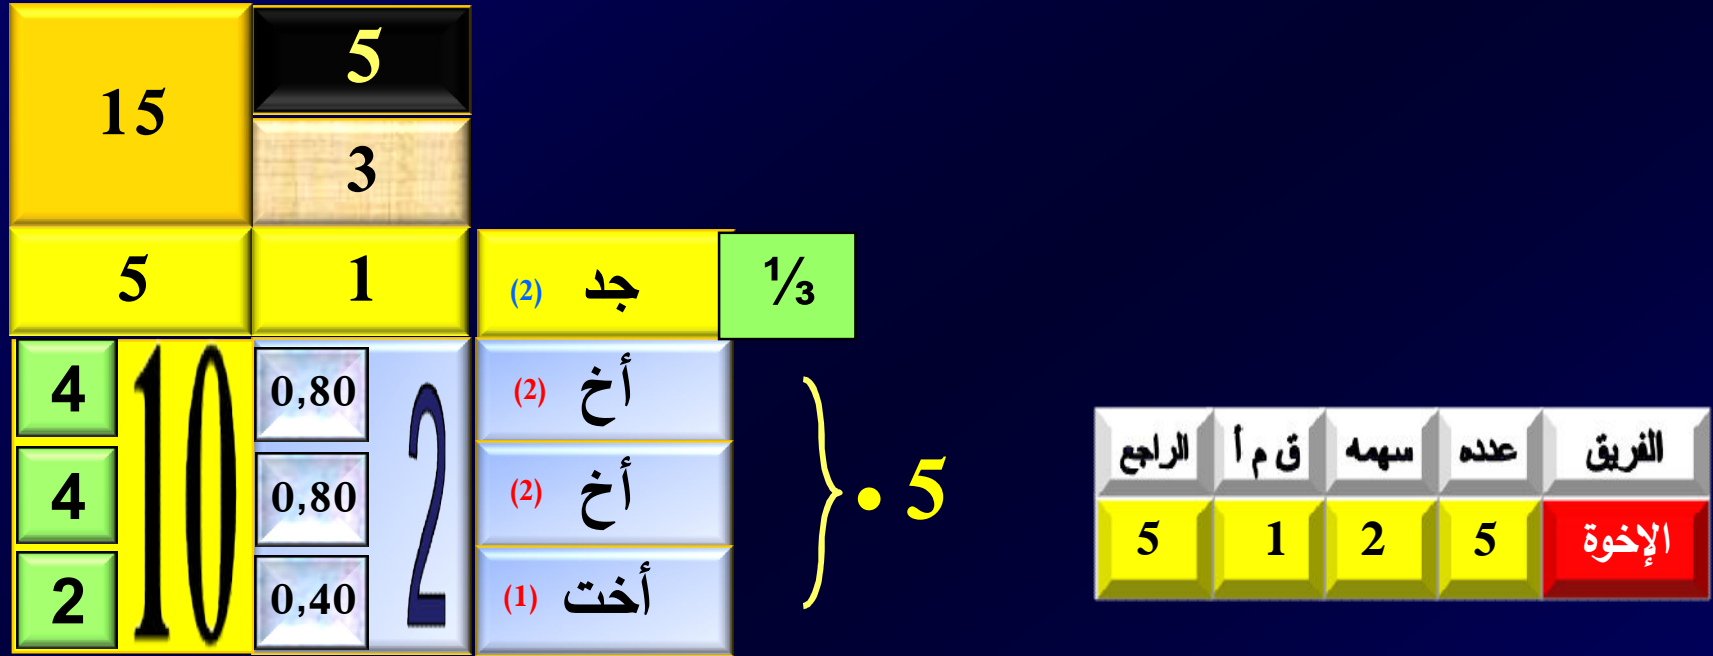 5
15
3
⅓ جد (2) 1 5
أخ (2) 0,80 4
أخ (2) 0,80 4
أخت (1) 0,40 2
2 10
• 5
الفريق عدده سهمه ق م أ الراجع
الإخوة 5 2 1 5